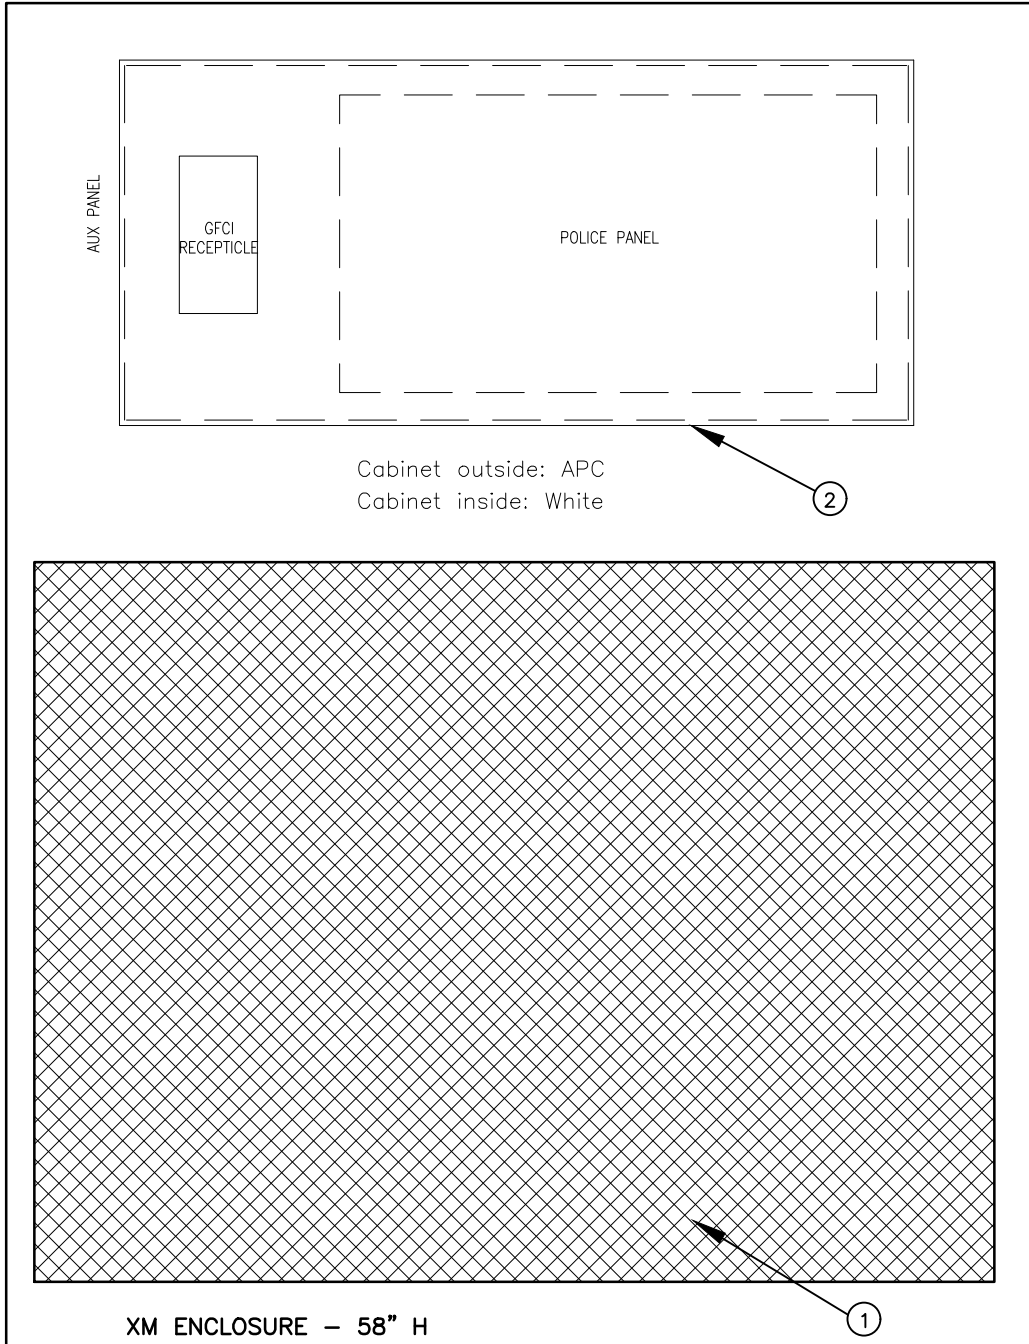 AUX PANEL
GFCI
RECEPTICLE
POLICE PANEL
Cabinet outside: APC
Cabinet inside: White
2
1
XM ENCLOSURE – 58” H